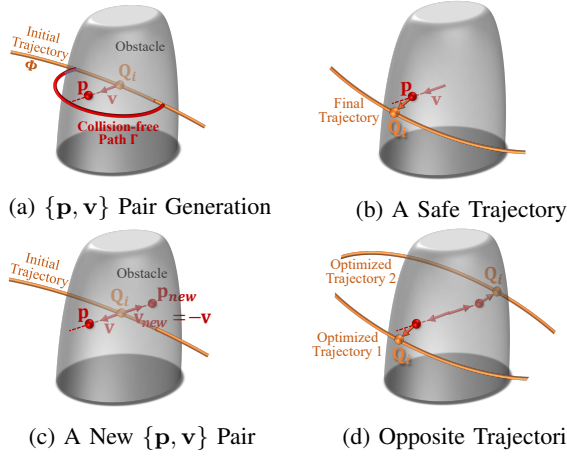 Initial
Trajectory
Φ
Obstacle
Q_i
p
v
Collision-free
Path Γ
(a) {p, v} Pair Generation
p
v
Final
Trajectory
Q_i
(b) A Safe Trajectory
Initial
Trajectory
Obstacle
Q_i
p_new
p
v
v_new = −v
(c) A New {p, v} Pair
Optimized
Trajectory 2
Q_i
Optimized
Trajectory 1
Q_i
(d) Opposite Trajectori